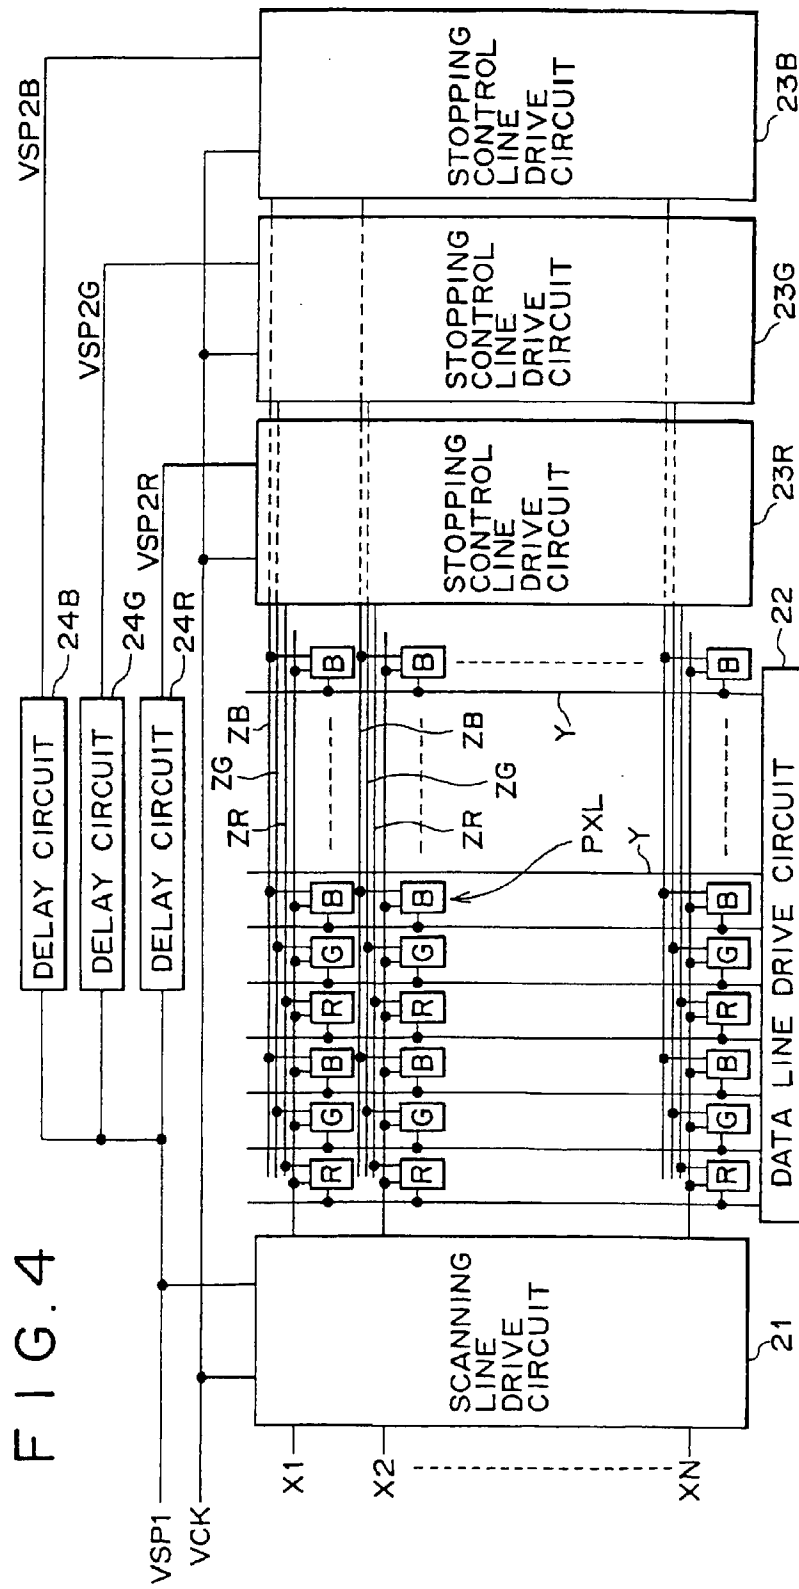 FIG. 4
VSP1
VCK
DELAY CIRCUIT
24B
DELAY CIRCUIT
24G
DELAY CIRCUIT
24R
VSP2R
VSP2G
VSP2B
X1
X2
XN
SCANNING
LINE
DRIVE
CIRCUIT
21
ZR
ZG
ZB
R
G
B
R
G
B
B
ZR
ZG
ZB
R
G
B
R
G
B
B
PXL
Y
Y
R
G
B
R
G
B
B
DATA LINE DRIVE CIRCUIT
22
STOPPING
CONTROL
LINE
DRIVE
CIRCUIT
23R
STOPPING
CONTROL
LINE
DRIVE
CIRCUIT
23G
STOPPING
CONTROL
LINE
DRIVE
CIRCUIT
23B